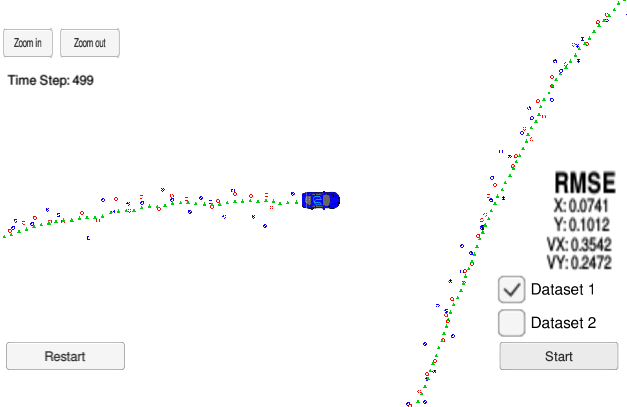 Zoom in
Zoom out
Time Step: 499
RMSE
X: 0.0741
Y: 0.1012
VX: 0.3542
VY: 0.2472
Dataset 1
Dataset 2
Restart
Start